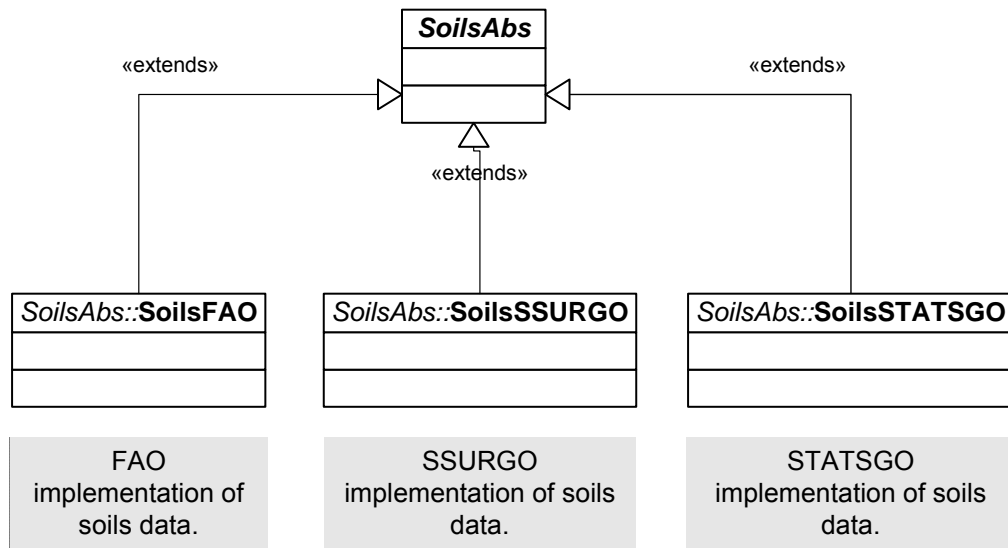 SoilsAbs
«extends»
«extends»
«extends»
SoilsAbs::SoilsFAO
SoilsAbs::SoilsSSURGO
SoilsAbs::SoilsSTATSGO
FAO
implementation of
soils data.
SSURGO
implementation of soils
data.
STATSGO
implementation of soils
data.